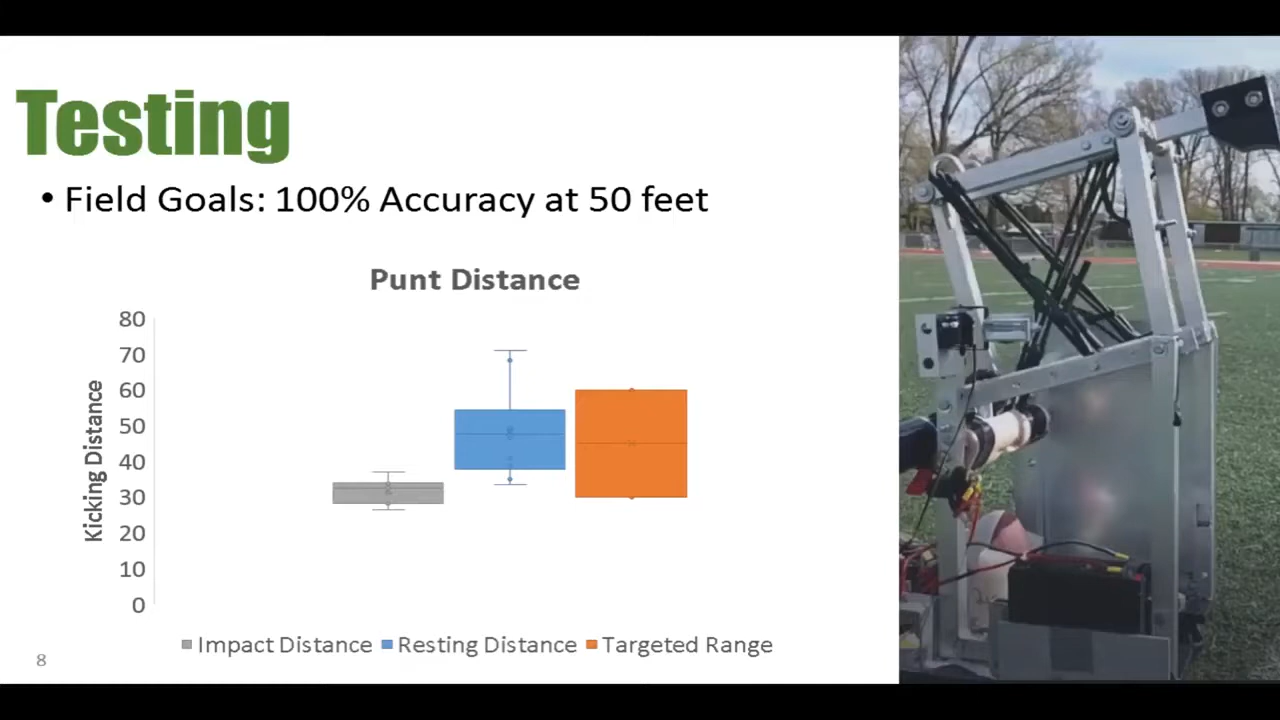 Testing
• Field Goals: 100% Accuracy at 50 feet
Punt Distance
Kicking Distance
80
70
60
50
40
30
20
10
0
Impact Distance
Resting Distance
Targeted Range
8